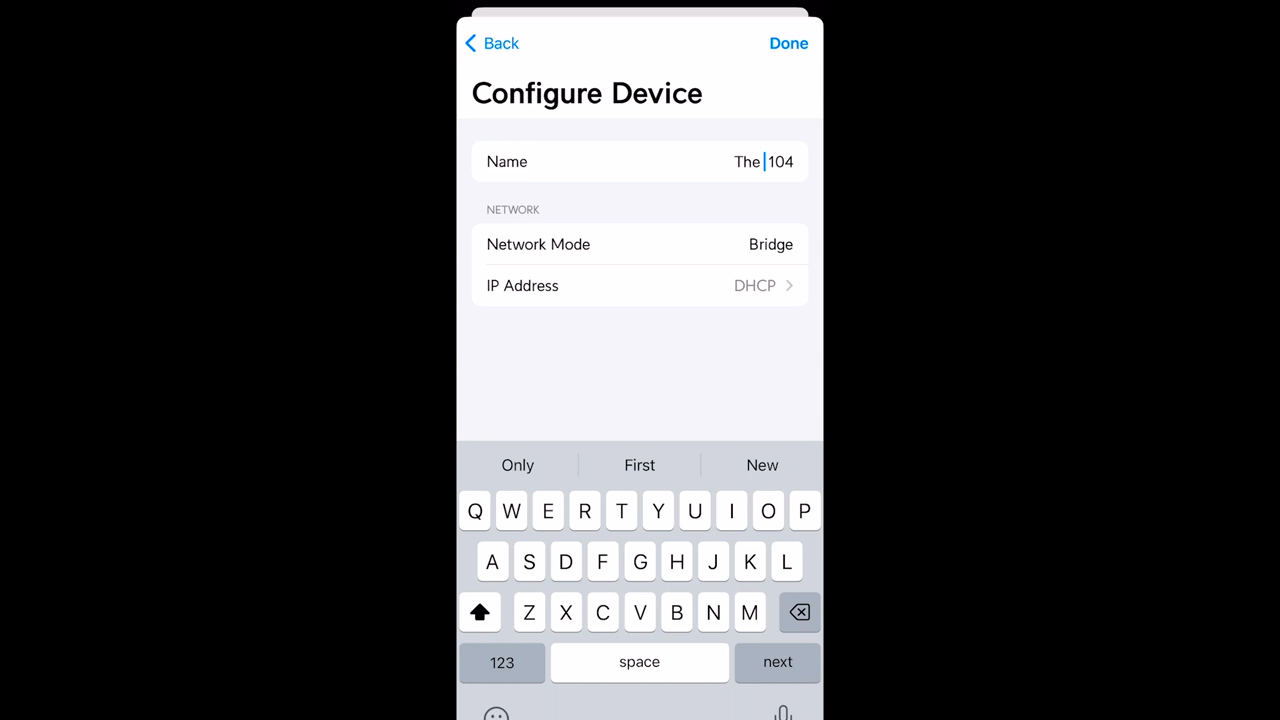 Back Done
Configure Device
Name The 104
NETWORK
Network Mode Bridge
IP Address DHCP
Only First New
Q W E R T Y U I O P
A S D F G H J K L
Z X C V B N M
123 space next